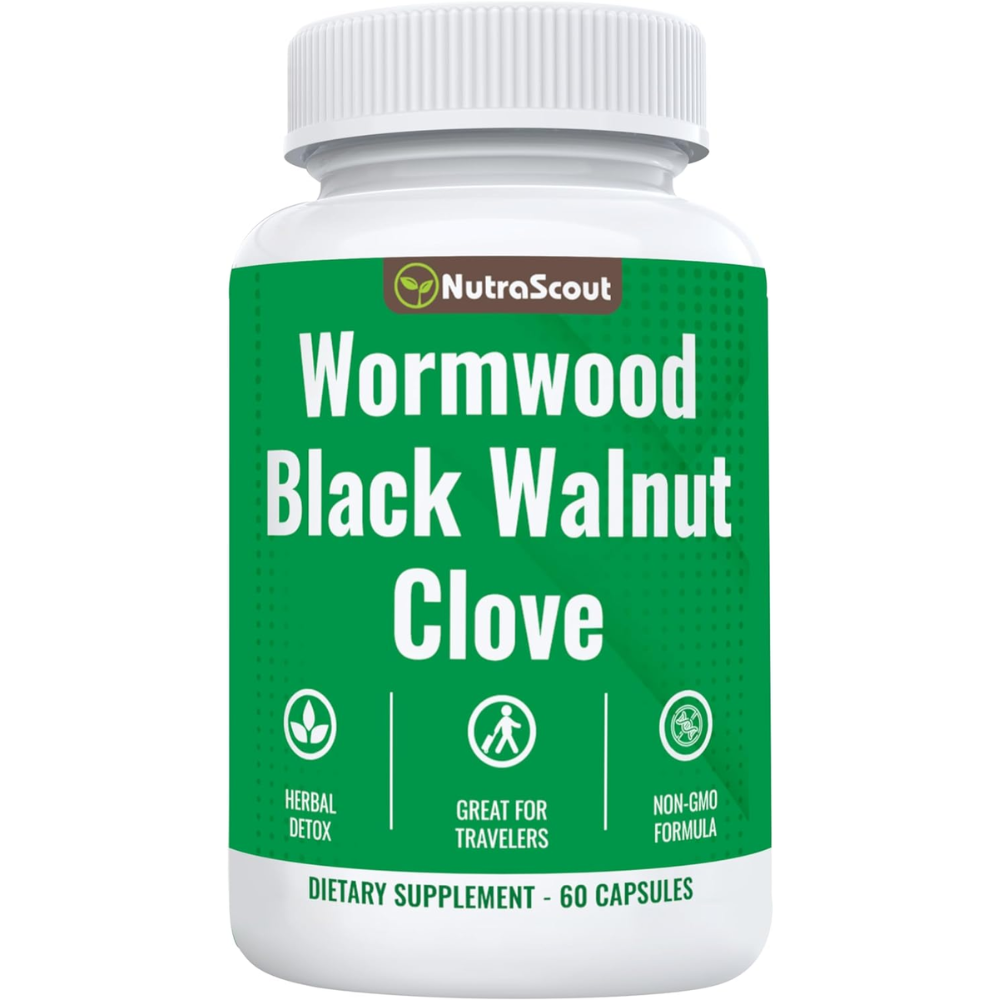 NutraScout
Wormwood
Black Walnut
Clove
HERBAL
DETOX
GREAT FOR
TRAVELERS
NON-GMO
FORMULA
DIETARY SUPPLEMENT - 60 CAPSULES